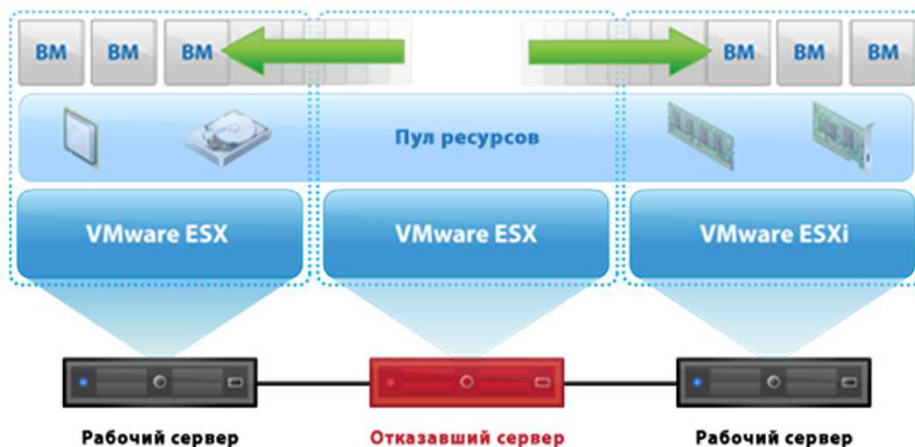 ВМ ВМ ВМ ВМ ВМ ВМ
Пул ресурсов
VMware ESX VMware ESX VMware ESXi
Рабочий сервер Отказавший сервер Рабочий сервер